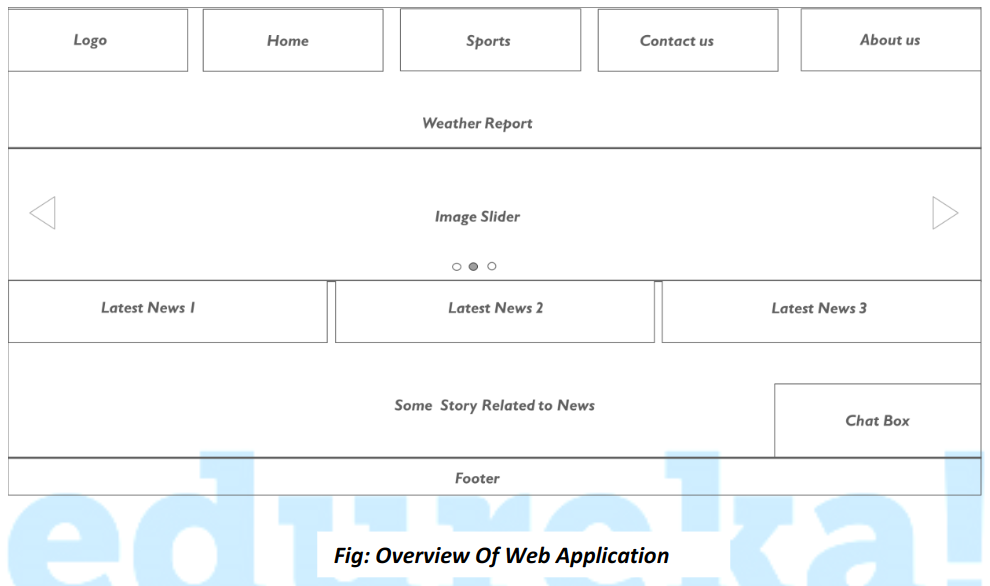 Logo
Home
Sports
Contact us
About us
Weather Report
Image Slider
Latest News 1
Latest News 2
Latest News 3
Some Story Related to News
Chat Box
Footer
edureka!
Fig: Overview Of Web Application